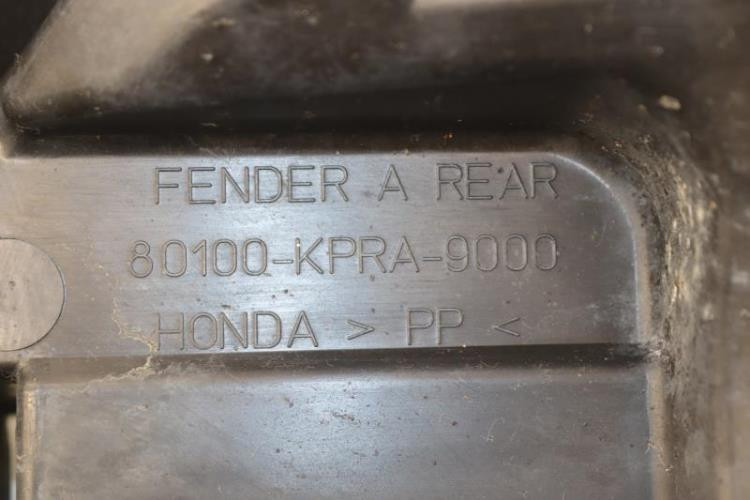 FENDER A REAR
80100-KPRA-9000
HONDA > PP <